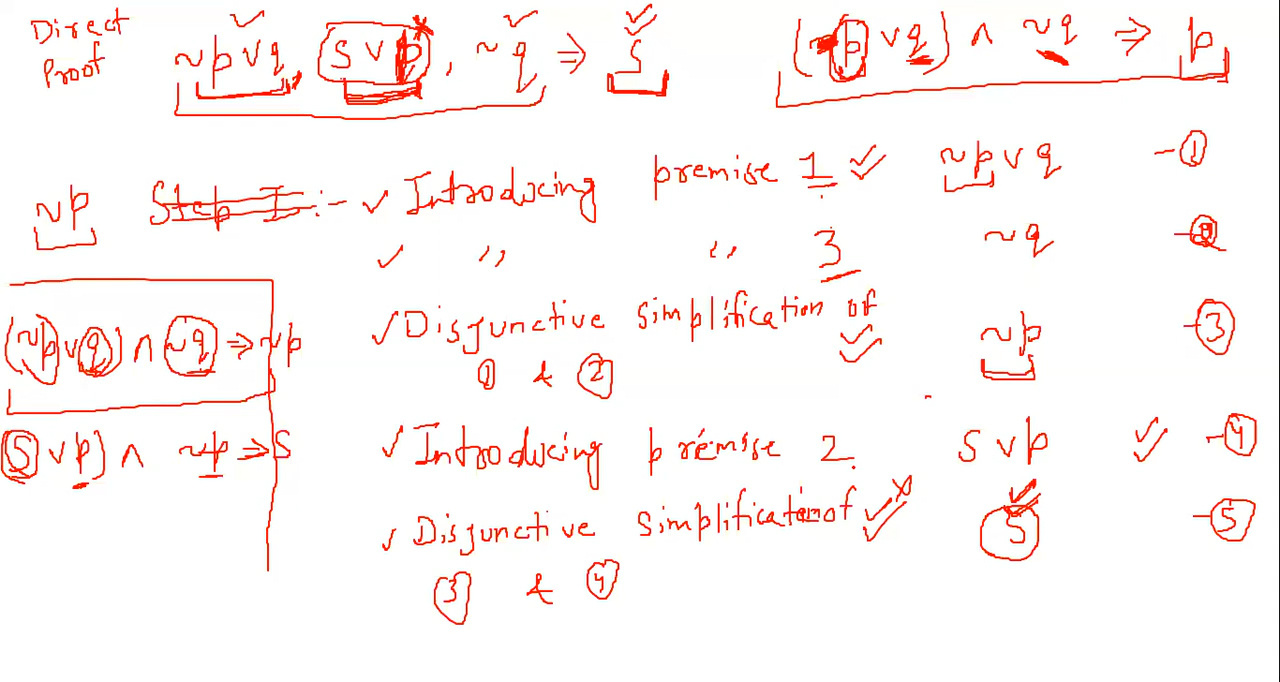 Direct Proof
~p∨q, S∨p, ~q ⇒ S
(p∨q) ∧ ~q ⇒ p
~p Step I :- ✓ Introducing premise 1 ✓ ~p∨q -①
✓ " " 3 ~q -②
(~p∨q) ∧ ~q ⇒ ~p ✓ Disjunctive simplification of ✓ ~p -③
① & ②
S∨p) ∧ ~p ⇒ S ✓ Introducing premise 2. S∨p ✓ -④
✓ Disjunctive simplification of ✓ S -⑤
③ & ④